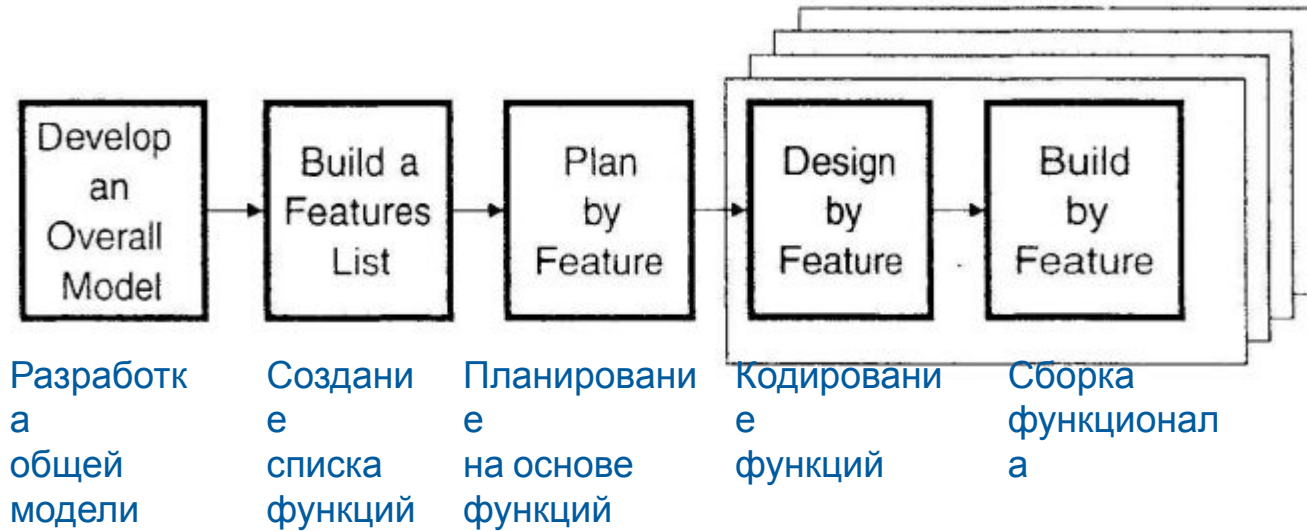 Develop
an
Overall
Model
Build a
Features
List
Plan
by
Feature
Design
by
Feature
Build
by
Feature
Разработк
а
общей
модели
Создани
е
списка
функций
Планировани
е
на основе
функций
Кодировани
е
функций
Сборка
функционал
а